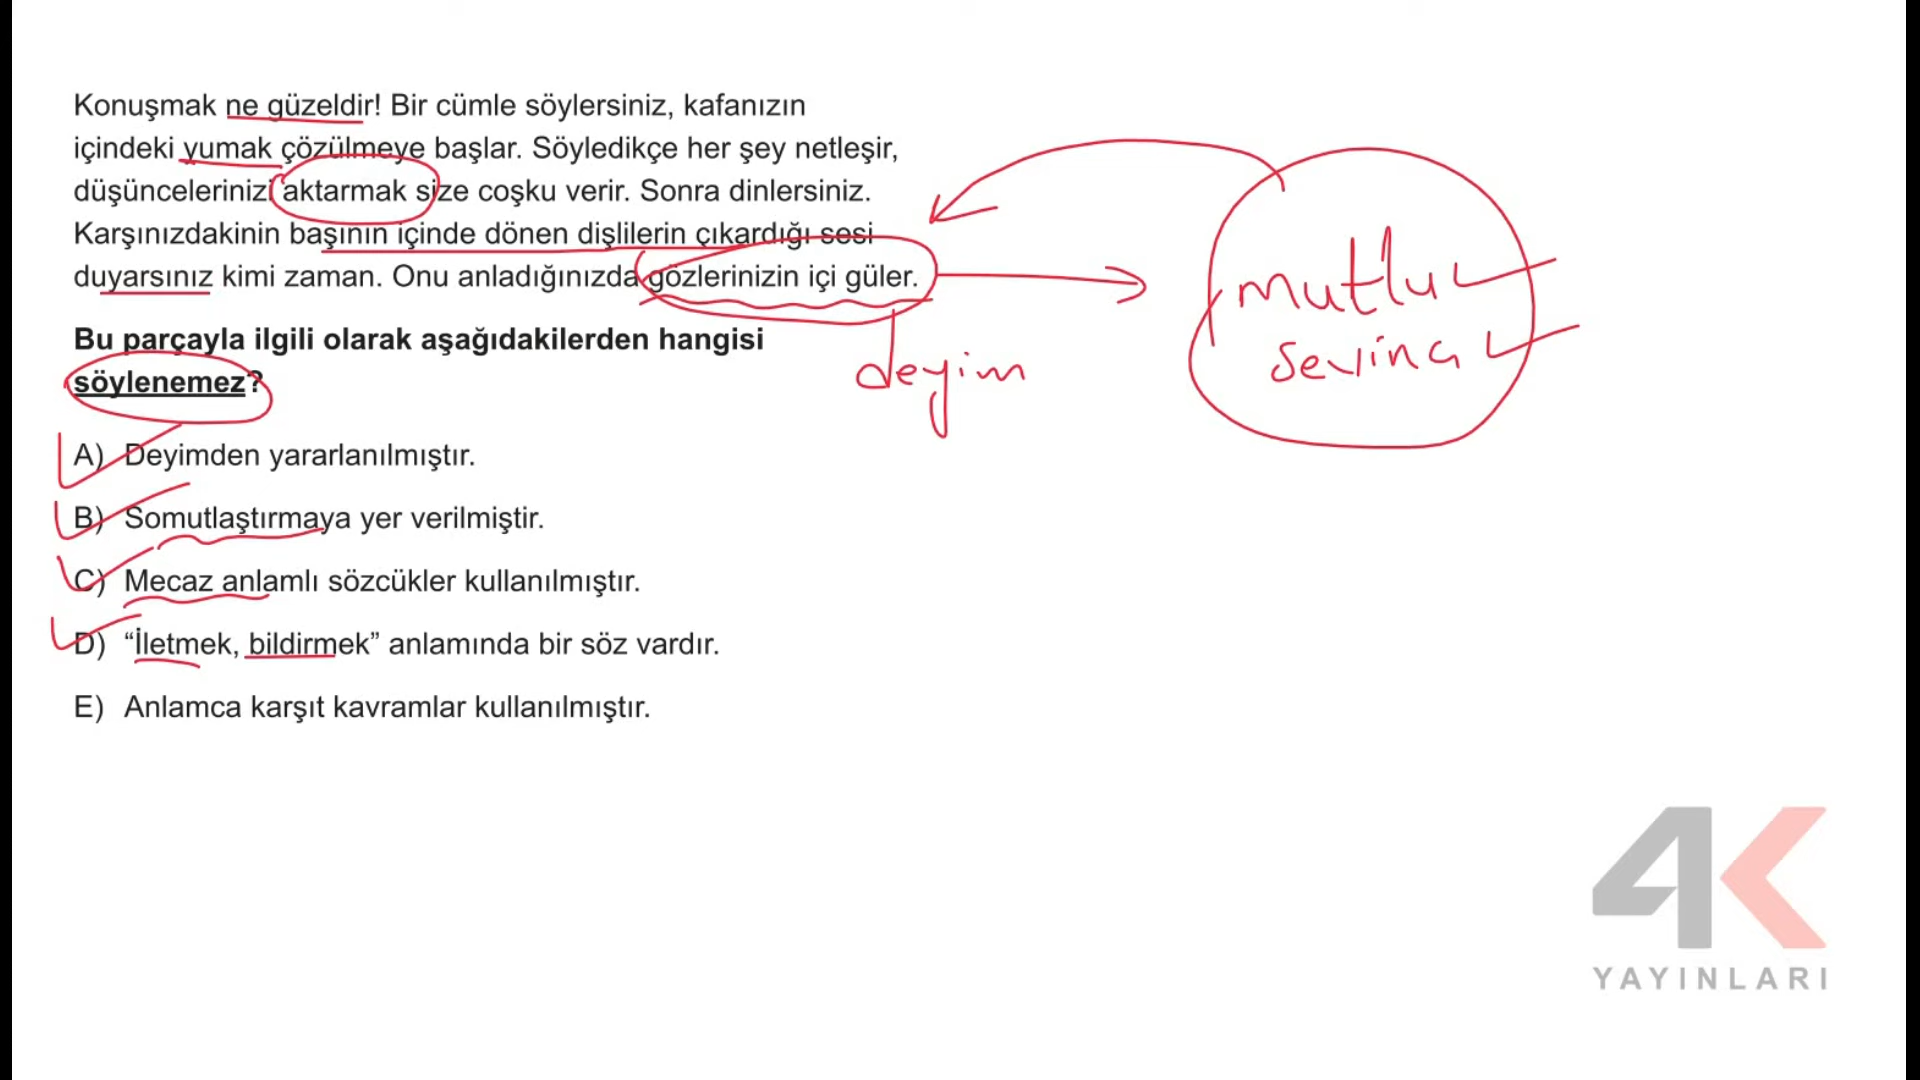 Konuşmak ne güzeldir! Bir cümle söylersiniz, kafanızın
içindeki yumak çözülmeye başlar. Söyledikçe her şey netleşir,
düşüncelerinizi aktarmak size coşku verir. Sonra dinlersiniz.
Karşınızdakinin başının içinde dönen dişlilerin çıkardığı sesi
duyarsınız kimi zaman. Onu anladığınızda gözlerinizin içi güler.
mutlu
sevinç
deyim
Bu parçayla ilgili olarak aşağıdakilerden hangisi
söylenemez?
A) Deyimden yararlanılmıştır.
B) Somutlaştırmaya yer verilmiştir.
C) Mecaz anlamlı sözcükler kullanılmıştır.
D) “İletmek, bildirmek” anlamında bir söz vardır.
E) Anlamca karşıt kavramlar kullanılmıştır.
4K
YAYINLARI